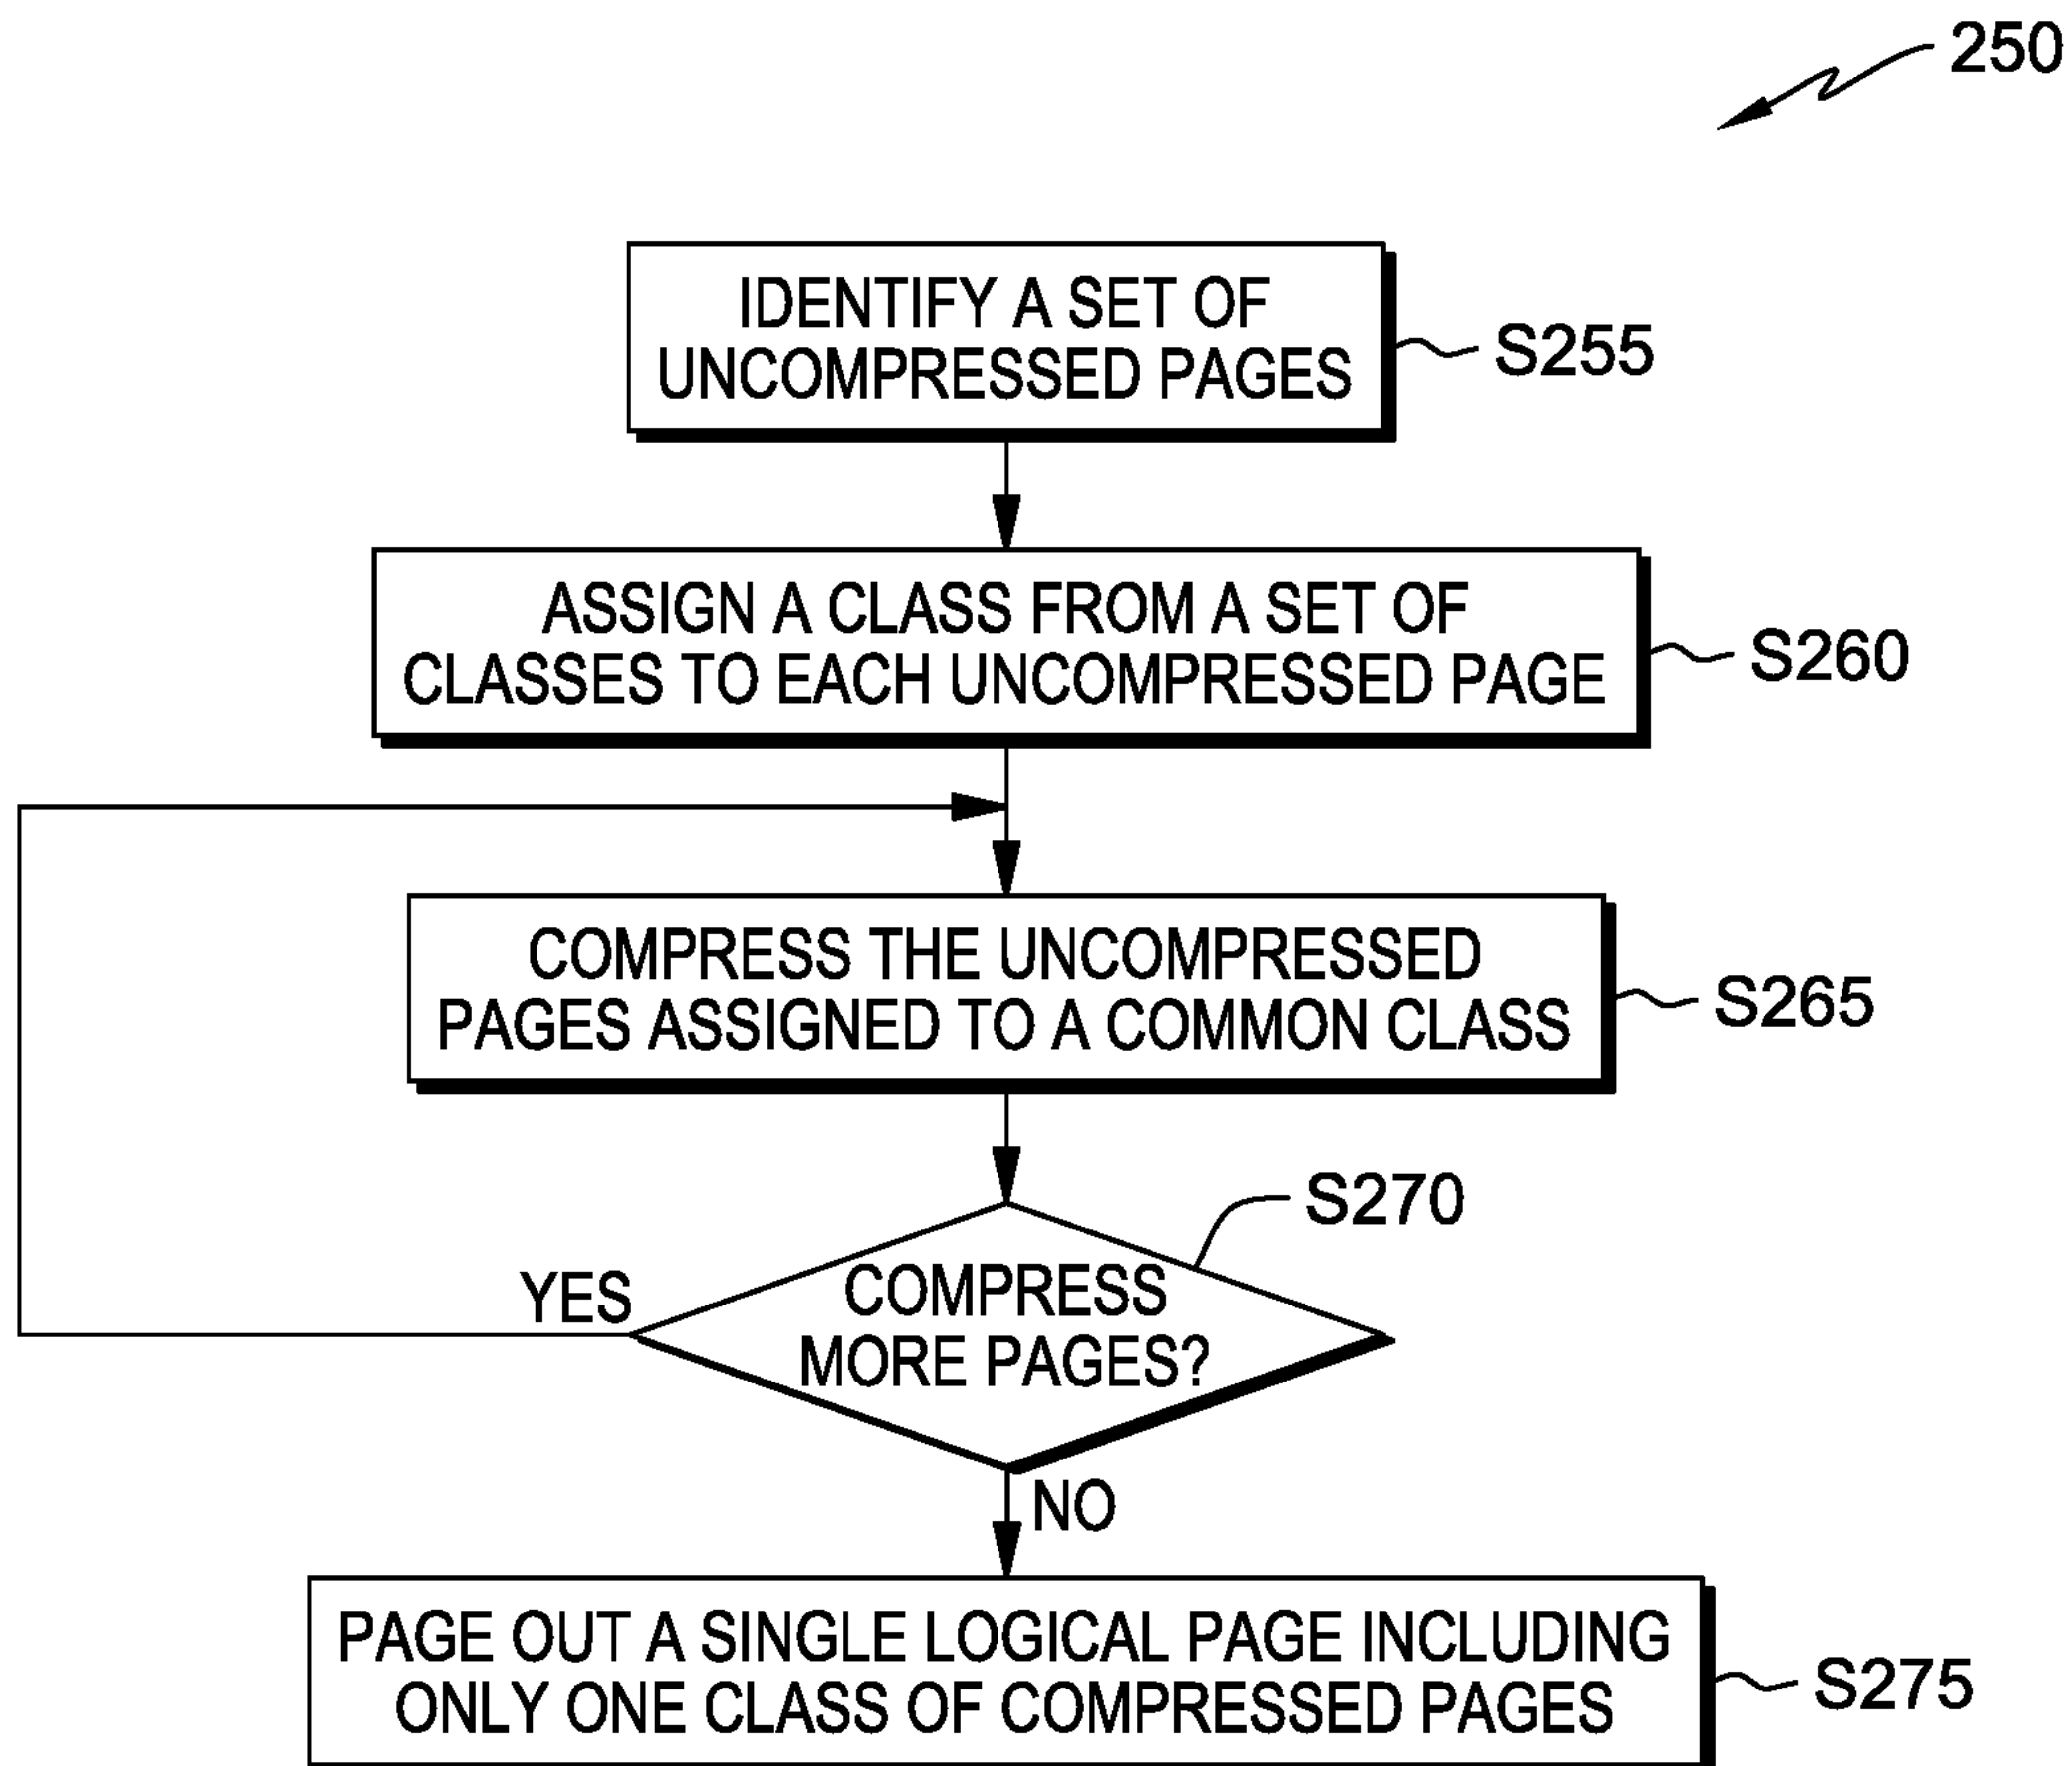 250
IDENTIFY A SET OF
UNCOMPRESSED PAGES
S255
ASSIGN A CLASS FROM A SET OF
CLASSES TO EACH UNCOMPRESSED PAGE
S260
COMPRESS THE UNCOMPRESSED
PAGES ASSIGNED TO A COMMON CLASS
S265
S270
COMPRESS
MORE PAGES?
YES
NO
PAGE OUT A SINGLE LOGICAL PAGE INCLUDING
ONLY ONE CLASS OF COMPRESSED PAGES
S275